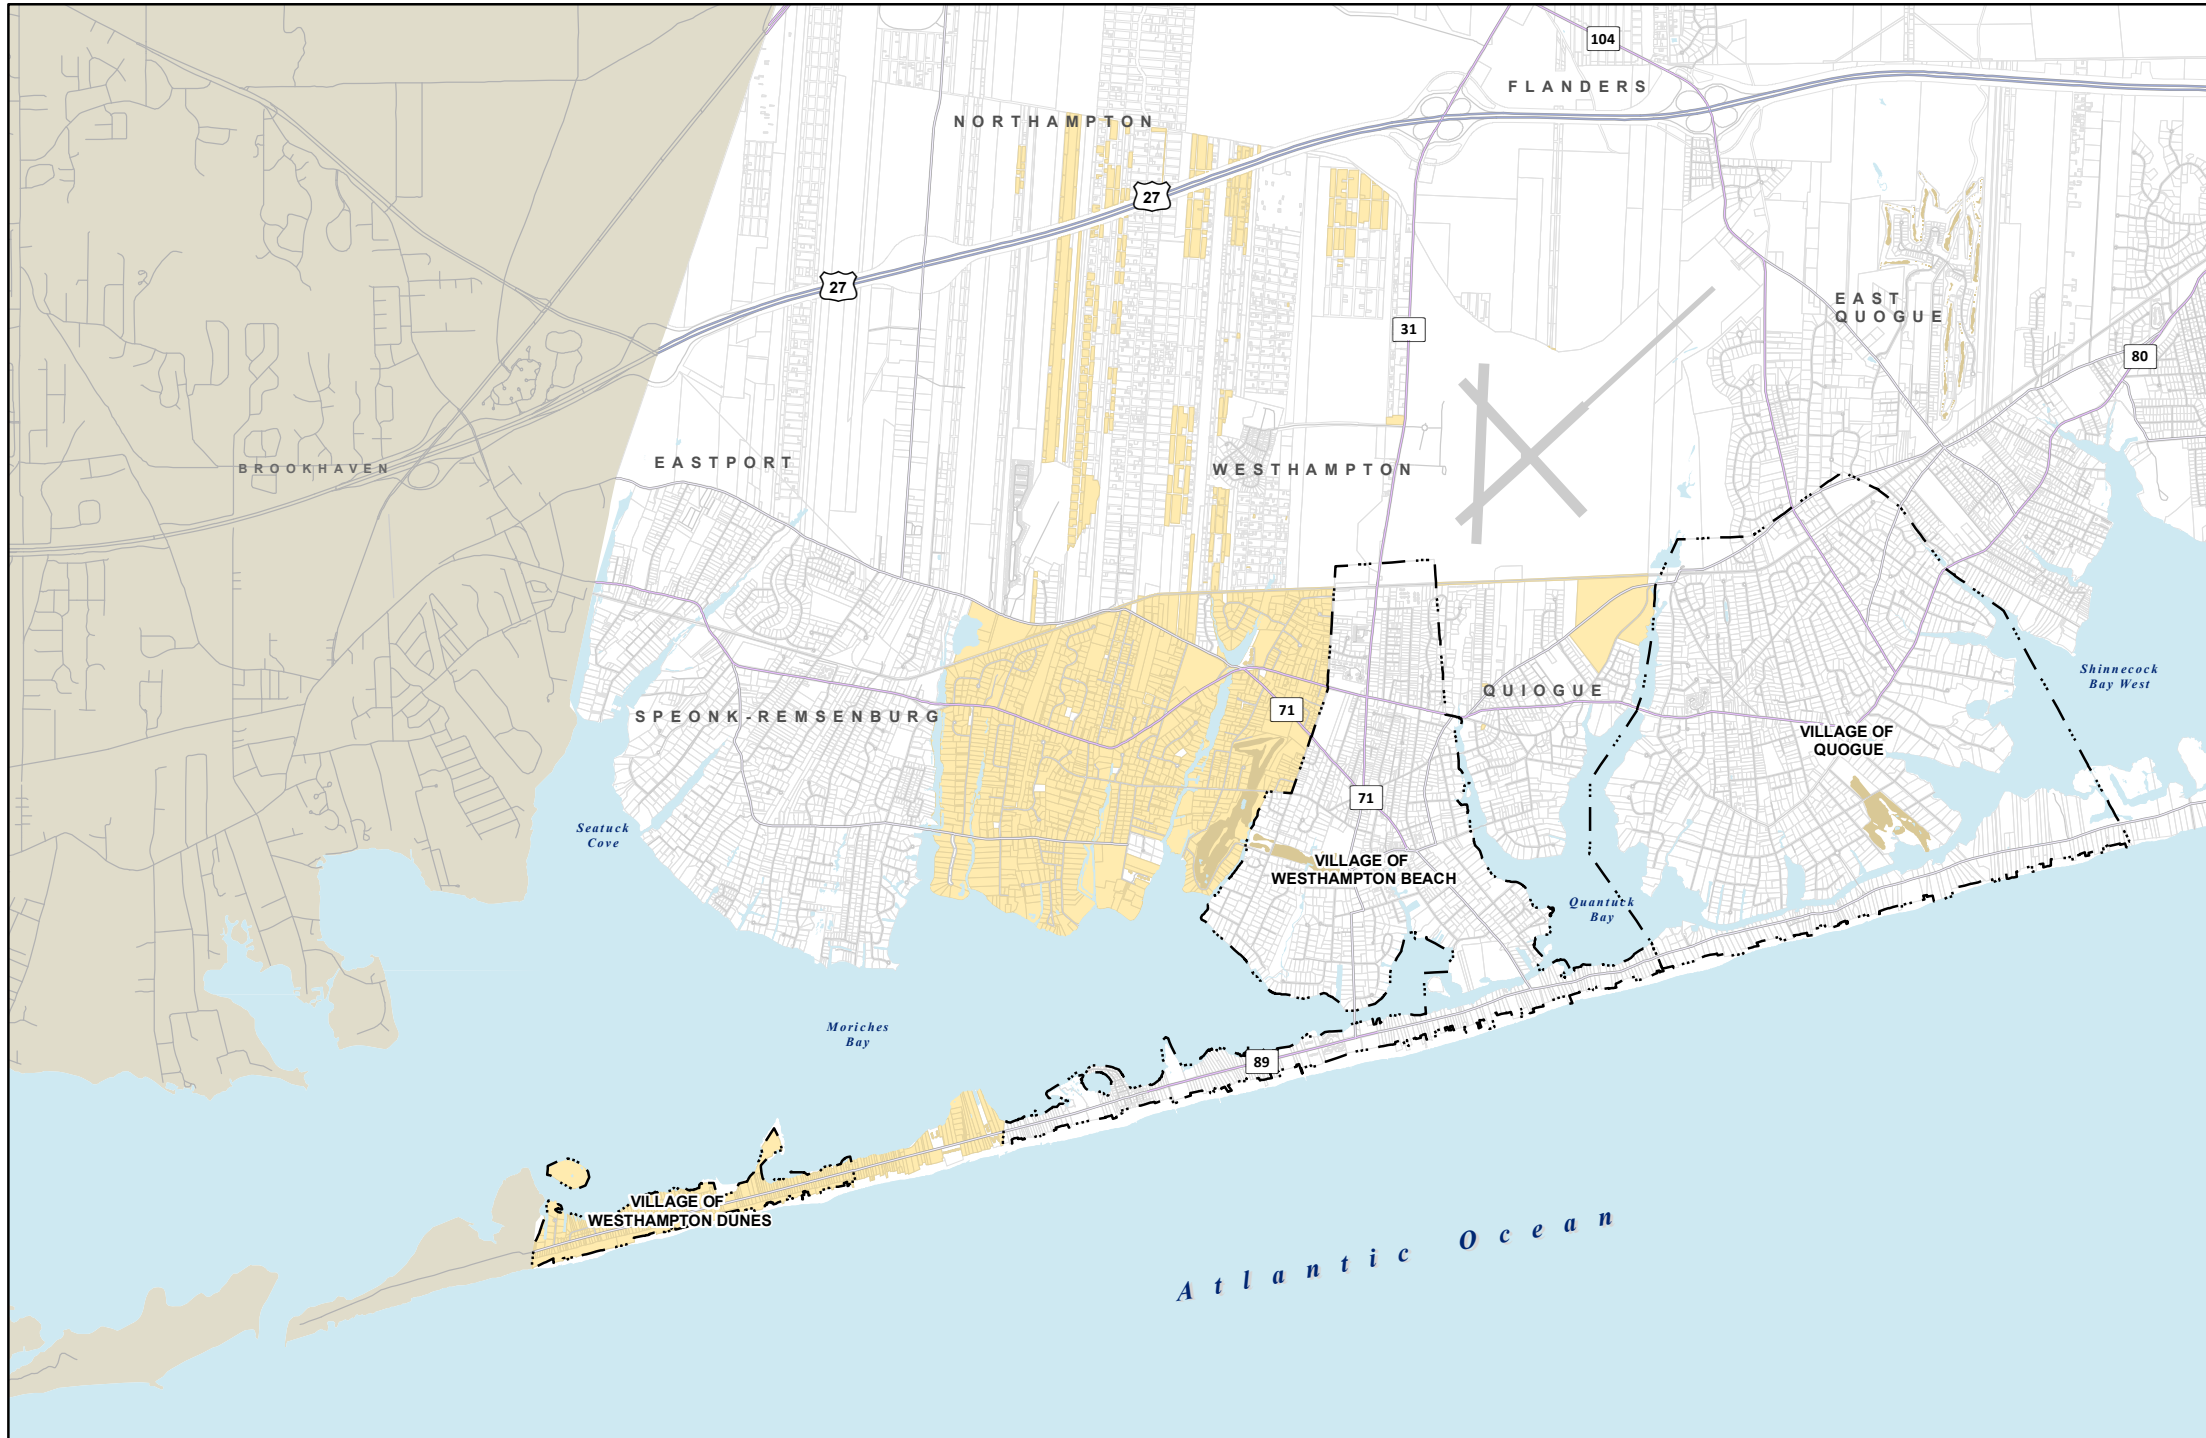 104
FLANDERS
NORTHAMPTON
27
27
EAST
QUOGUE
31
80
BROOKHAVEN
EASTPORT
WESTHAMPTON
Shinnecock
Bay West
QUIOGUE
SPEONK-REMSENBURG
71
VILLAGE OF
QUOGUE
71
Seatuck
Cove
VILLAGE OF
WESTHAMPTON BEACH
Quantuck
Bay
Moriches
Bay
89
VILLAGE OF
WESTHAMPTON DUNES
Atlantic Ocean